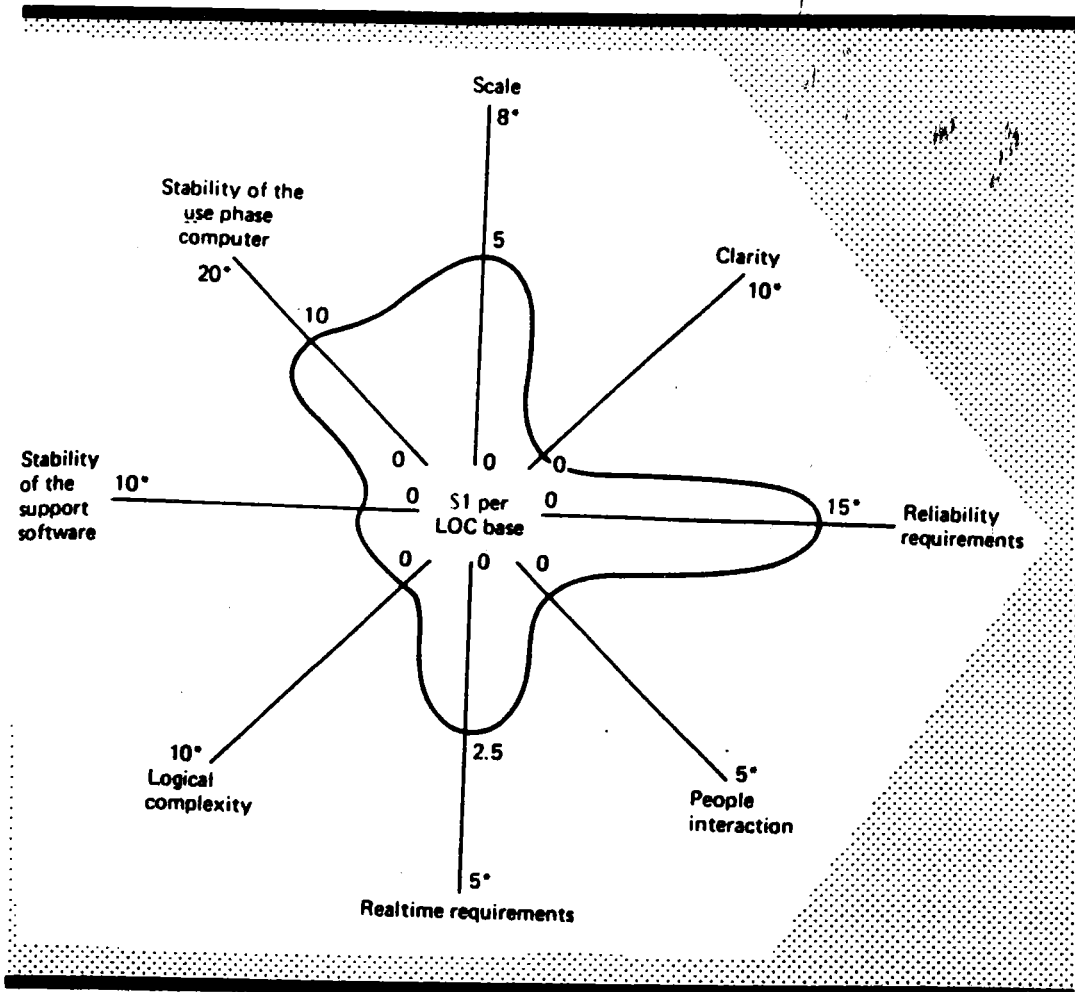 Scale
8*
Stability of the
use phase
computer
20*
5
Clarity
10*
10
Stability
of the
support
software
10*
0
0
0
0
$1 per
LOC base
0
15*
Reliability
requirements
0
0
0
10*
Logical
complexity
2.5
5*
People
interaction
5*
Realtime requirements